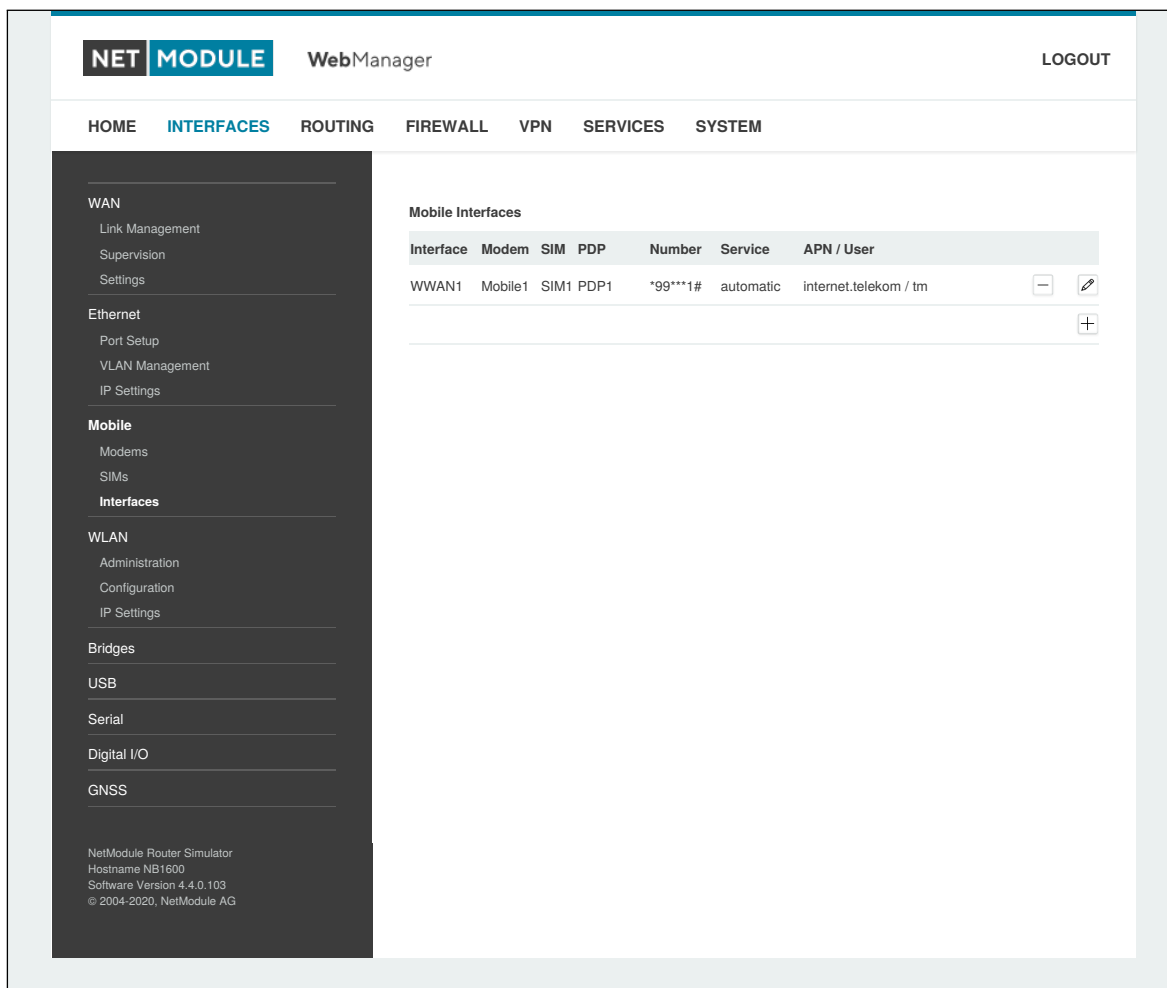 NET MODULE WebManager LOGOUT
HOME INTERFACES ROUTING FIREWALL VPN SERVICES SYSTEM
WAN
Link Management
Supervision
Settings
Ethernet
Port Setup
VLAN Management
IP Settings
Mobile
Modems
SIMs
Interfaces
WLAN
Administration
Configuration
IP Settings
Bridges
USB
Serial
Digital I/O
GNSS
NetModule Router Simulator
Hostname NB1600
Software Version 4.4.0.103
© 2004-2020, NetModule AG
Mobile Interfaces
Interface Modem SIM PDP Number Service APN / User
WWAN1 Mobile1 SIM1 PDP1 *99***1# automatic internet.telekom / tm